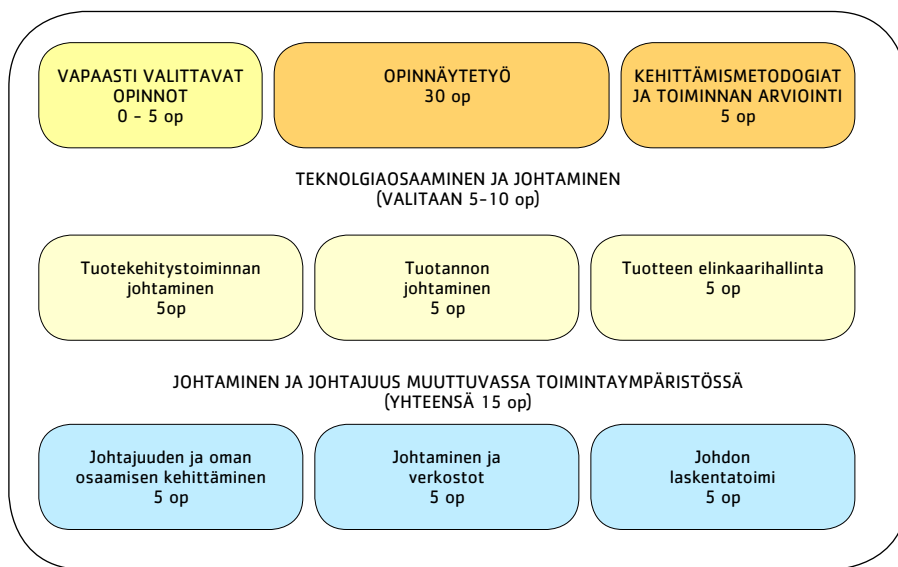 VAPAASTI VALITTAVAT
OPINNOT
0 - 5 op
OPINNÄYTETYÖ
30 op
KEHITTÄMISMETODOGIAT
JA TOIMINNAN ARVIOINTI
5 op
TEKNOLGIAOSAAMINEN JA JOHTAMINEN
(VALITAAN 5-10 op)
Tuotekehitystoiminnan
johtaminen
5op
Tuotannon
johtaminen
5 op
Tuotteen elinkaarihallinta
5 op
JOHTAMINEN JA JOHTAJUUS MUUTTUVASSA TOIMINTAYMPÄRISTÖSSÄ
(YHTEENSÄ 15 op)
Johtajuuden ja oman
osaamisen kehittäminen
5 op
Johtaminen ja
verkostot
5 op
Johdon
laskentatoimi
5 op